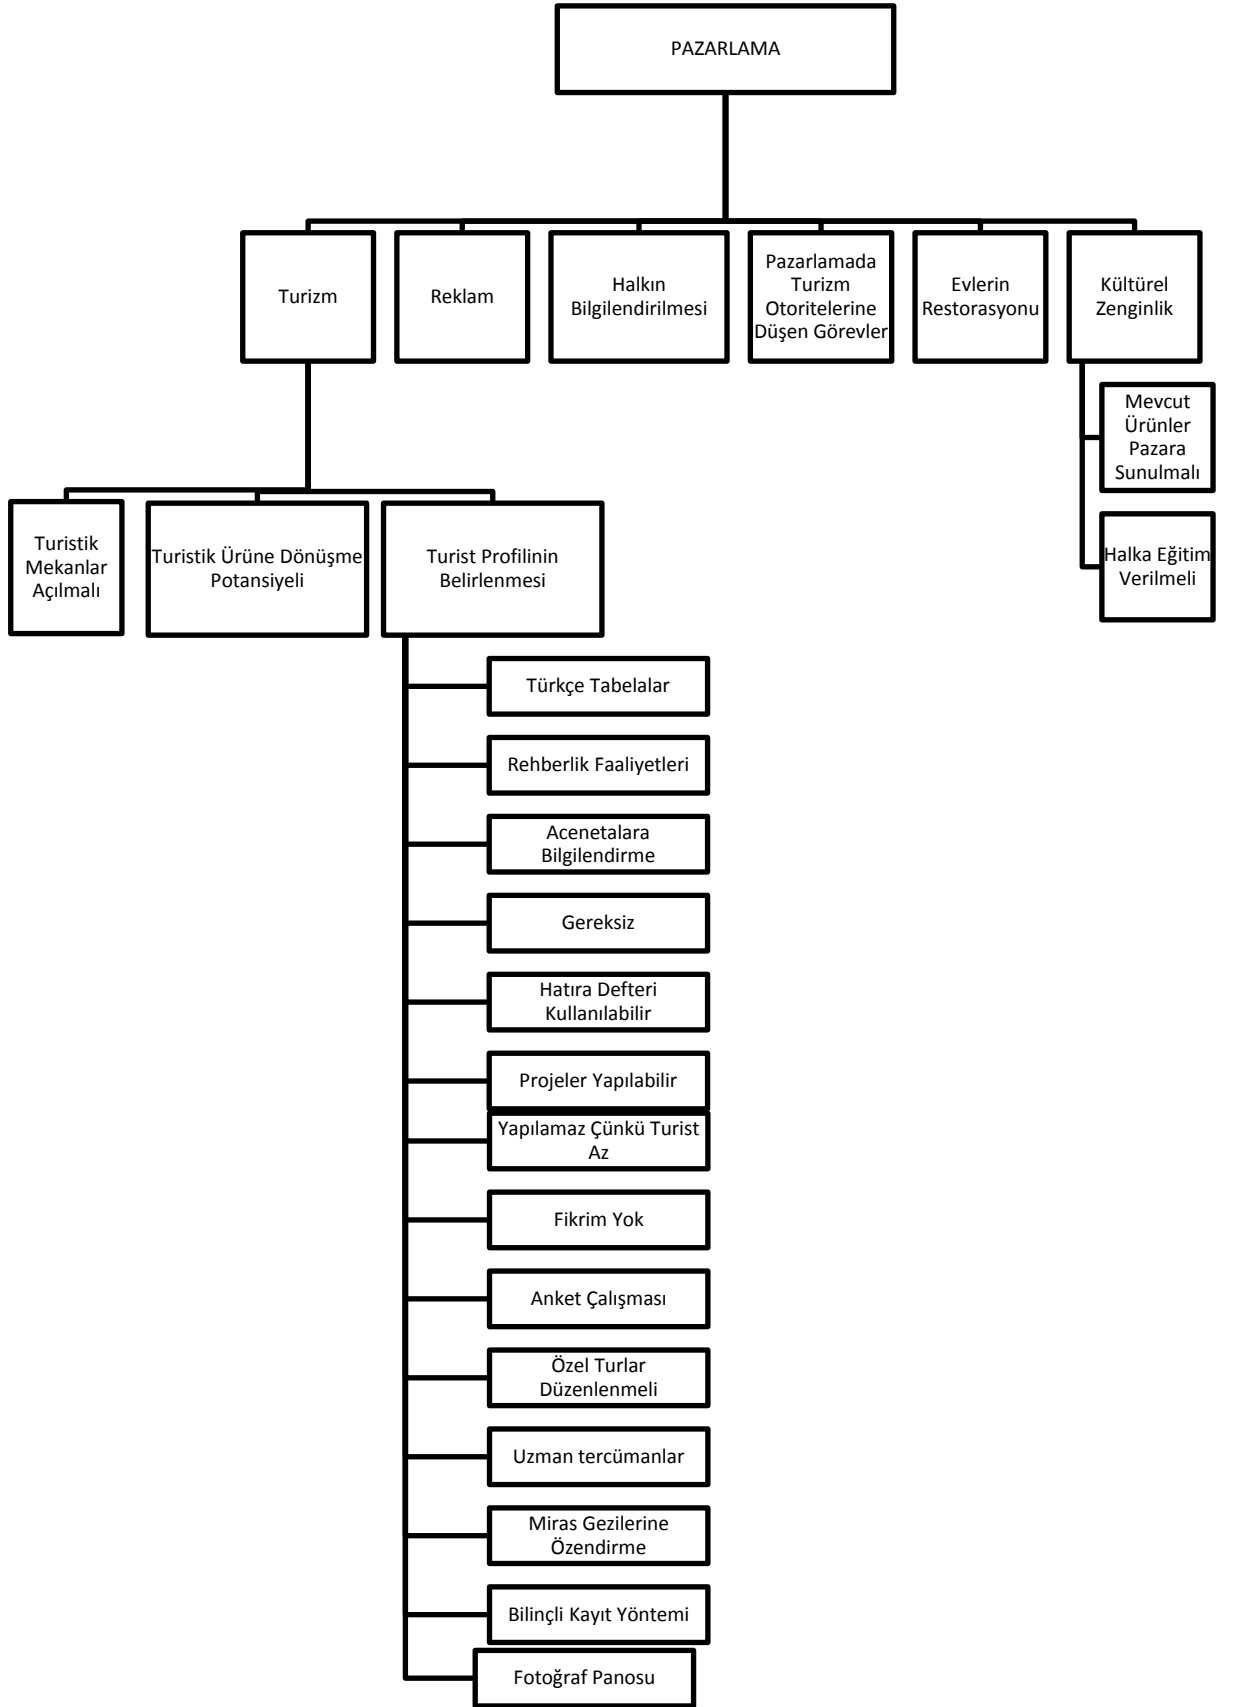 PAZARLAMA
Turizm
Reklam
Halkın
Bilgilendirilmesi
Pazarlamada
Turizm
Otoritelerine
Düşen Görevler
Evlerin
Restorasyonu
Kültürel
Zenginlik
Mevcut
Ürünler
Pazara
Sunulmalı
Halka Eğitim
Verilmeli
Turistik
Mekanlar
Açılmalı
Turistik Ürüne Dönüşme
Potansiyeli
Turist Profilinin
Belirlenmesi
Türkçe Tabelalar
Rehberlik Faaliyetleri
Acenetalara
Bilgilendirme
Gereksiz
Hatıra Defteri
Kullanılabilir
Projeler Yapılabilir
Yapılamaz Çünkü Turist
Az
Fikrim Yok
Anket Çalışması
Özel Turlar
Düzenlenmeli
Uzman tercümanlar
Miras Gezilerine
Özendirme
Bilinçli Kayıt Yöntemi
Fotoğraf Panosu